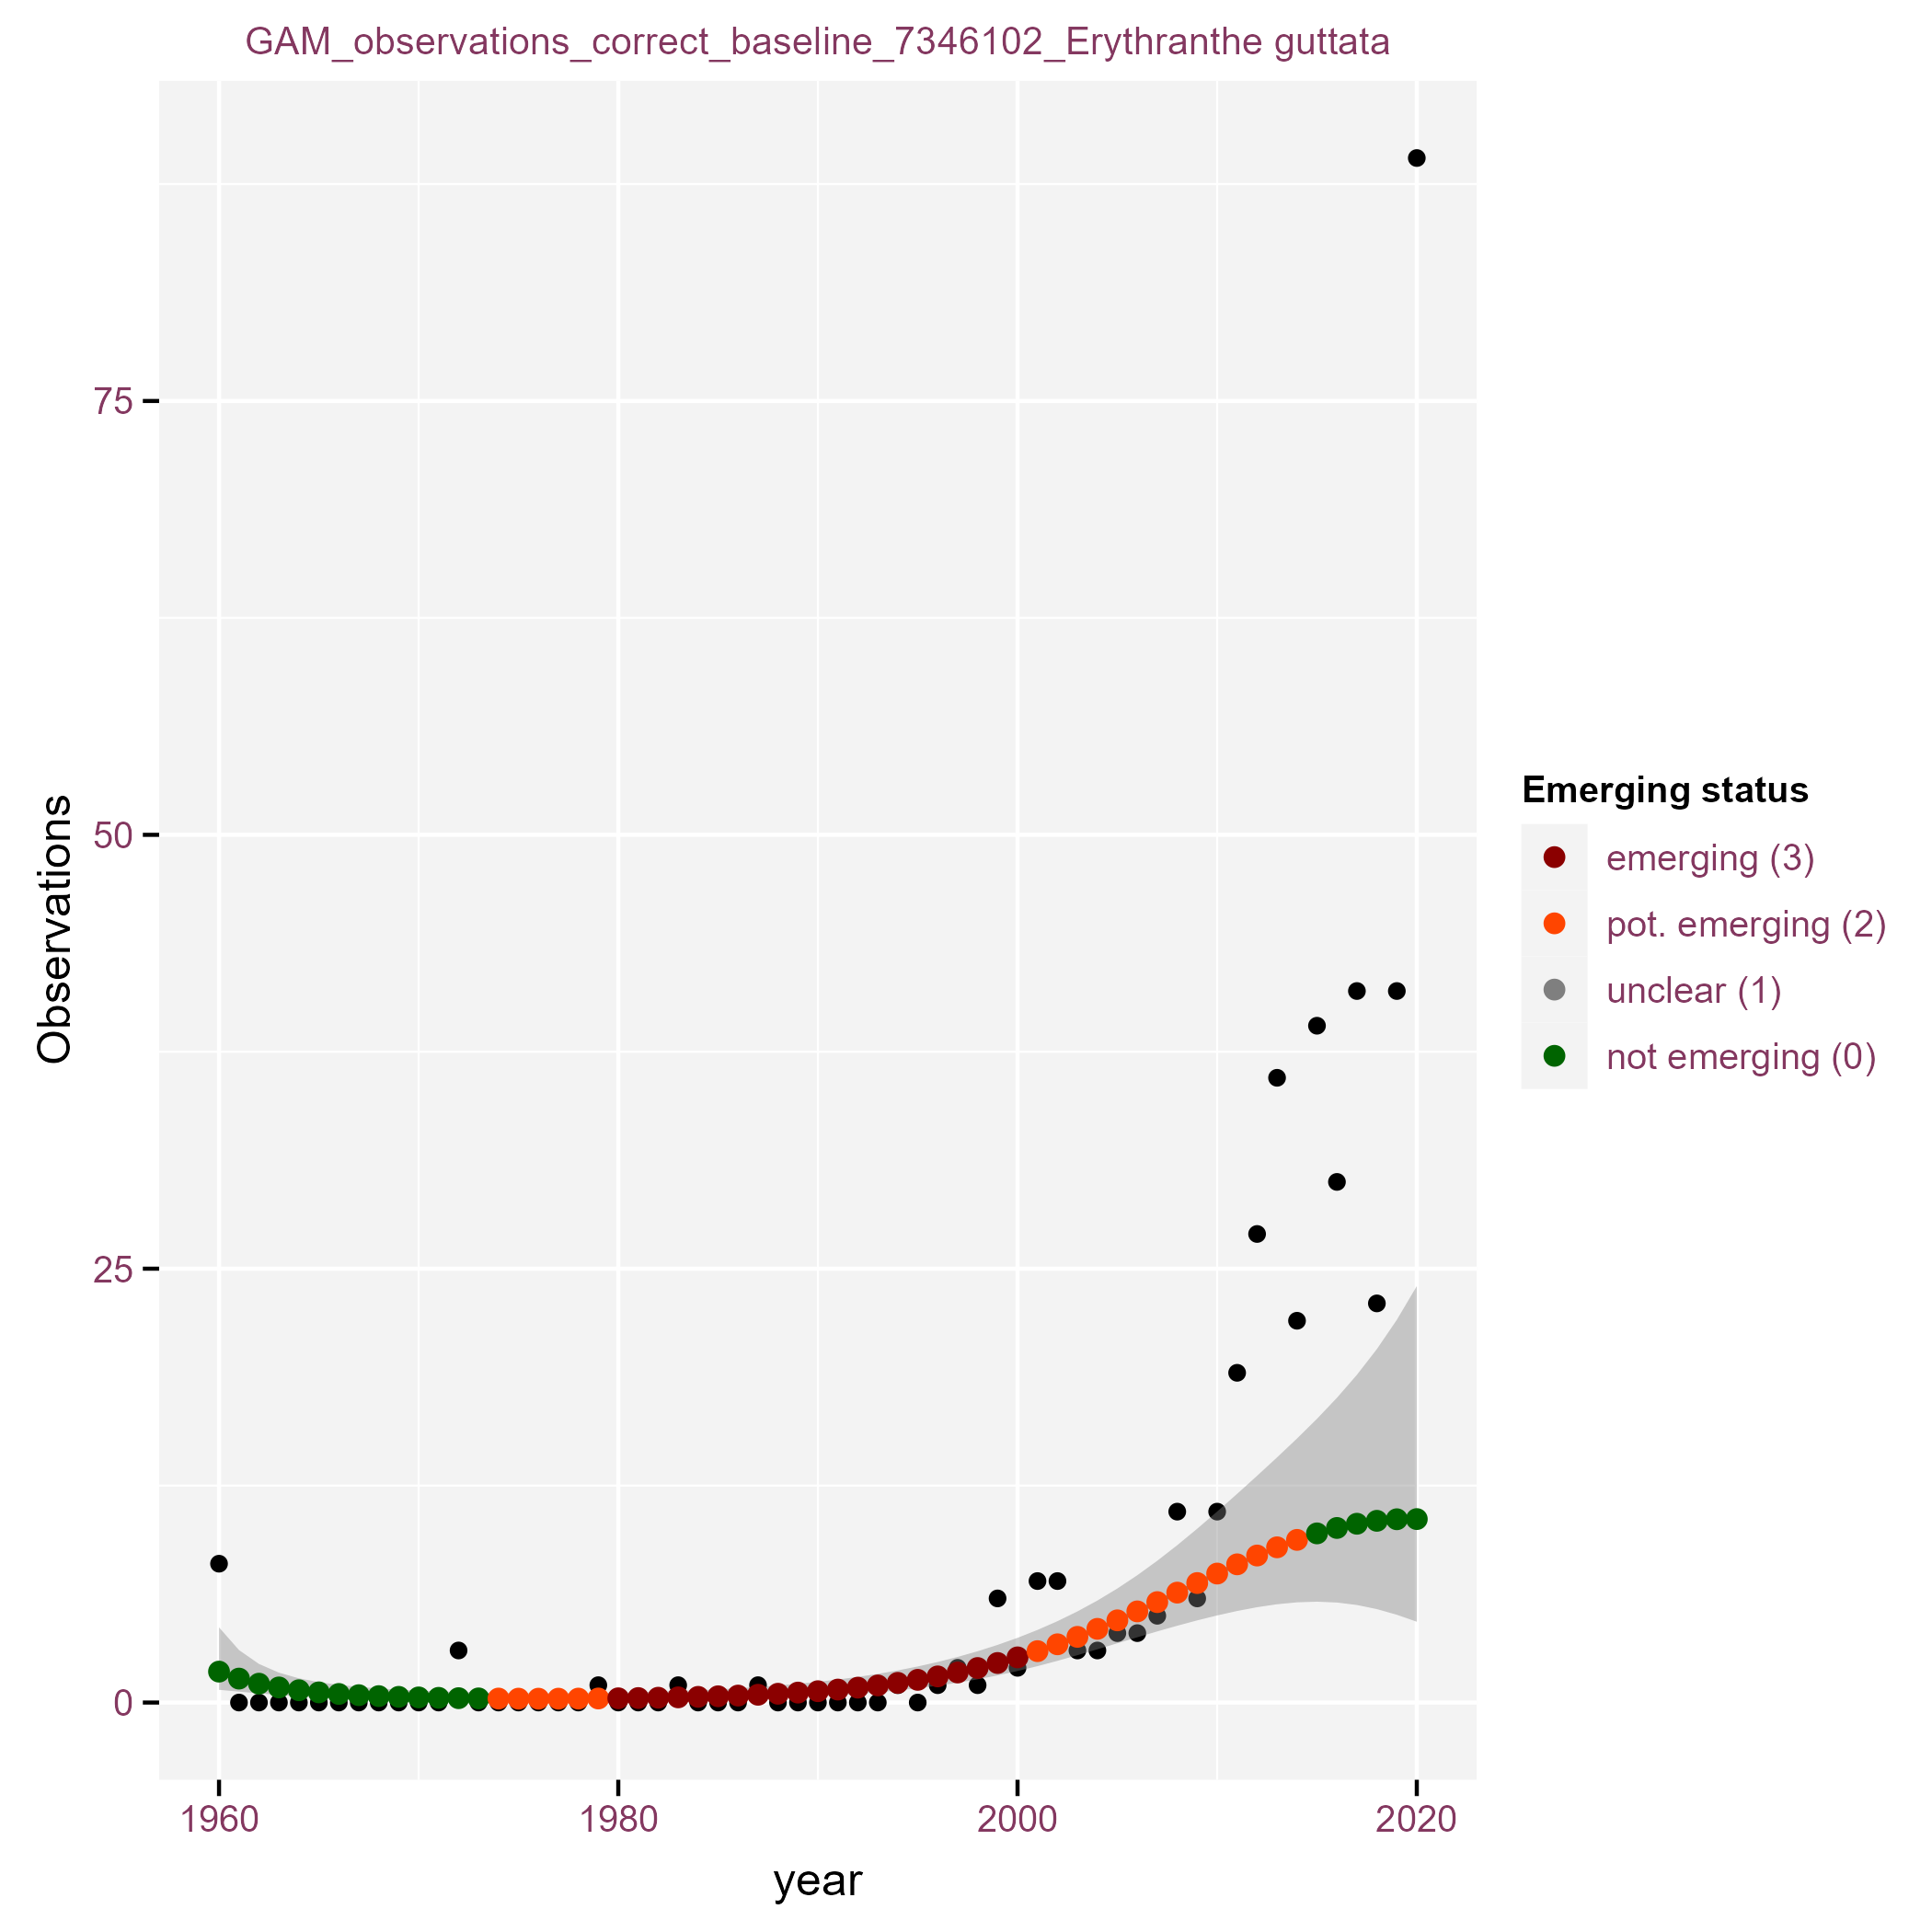 GAM_observations_correct_baseline_7346102_Erythranthe guttata
75
50
25
0
Observations
1960
1980
2000
2020
year
Emerging status
emerging (3)
pot. emerging (2)
unclear (1)
not emerging (0)